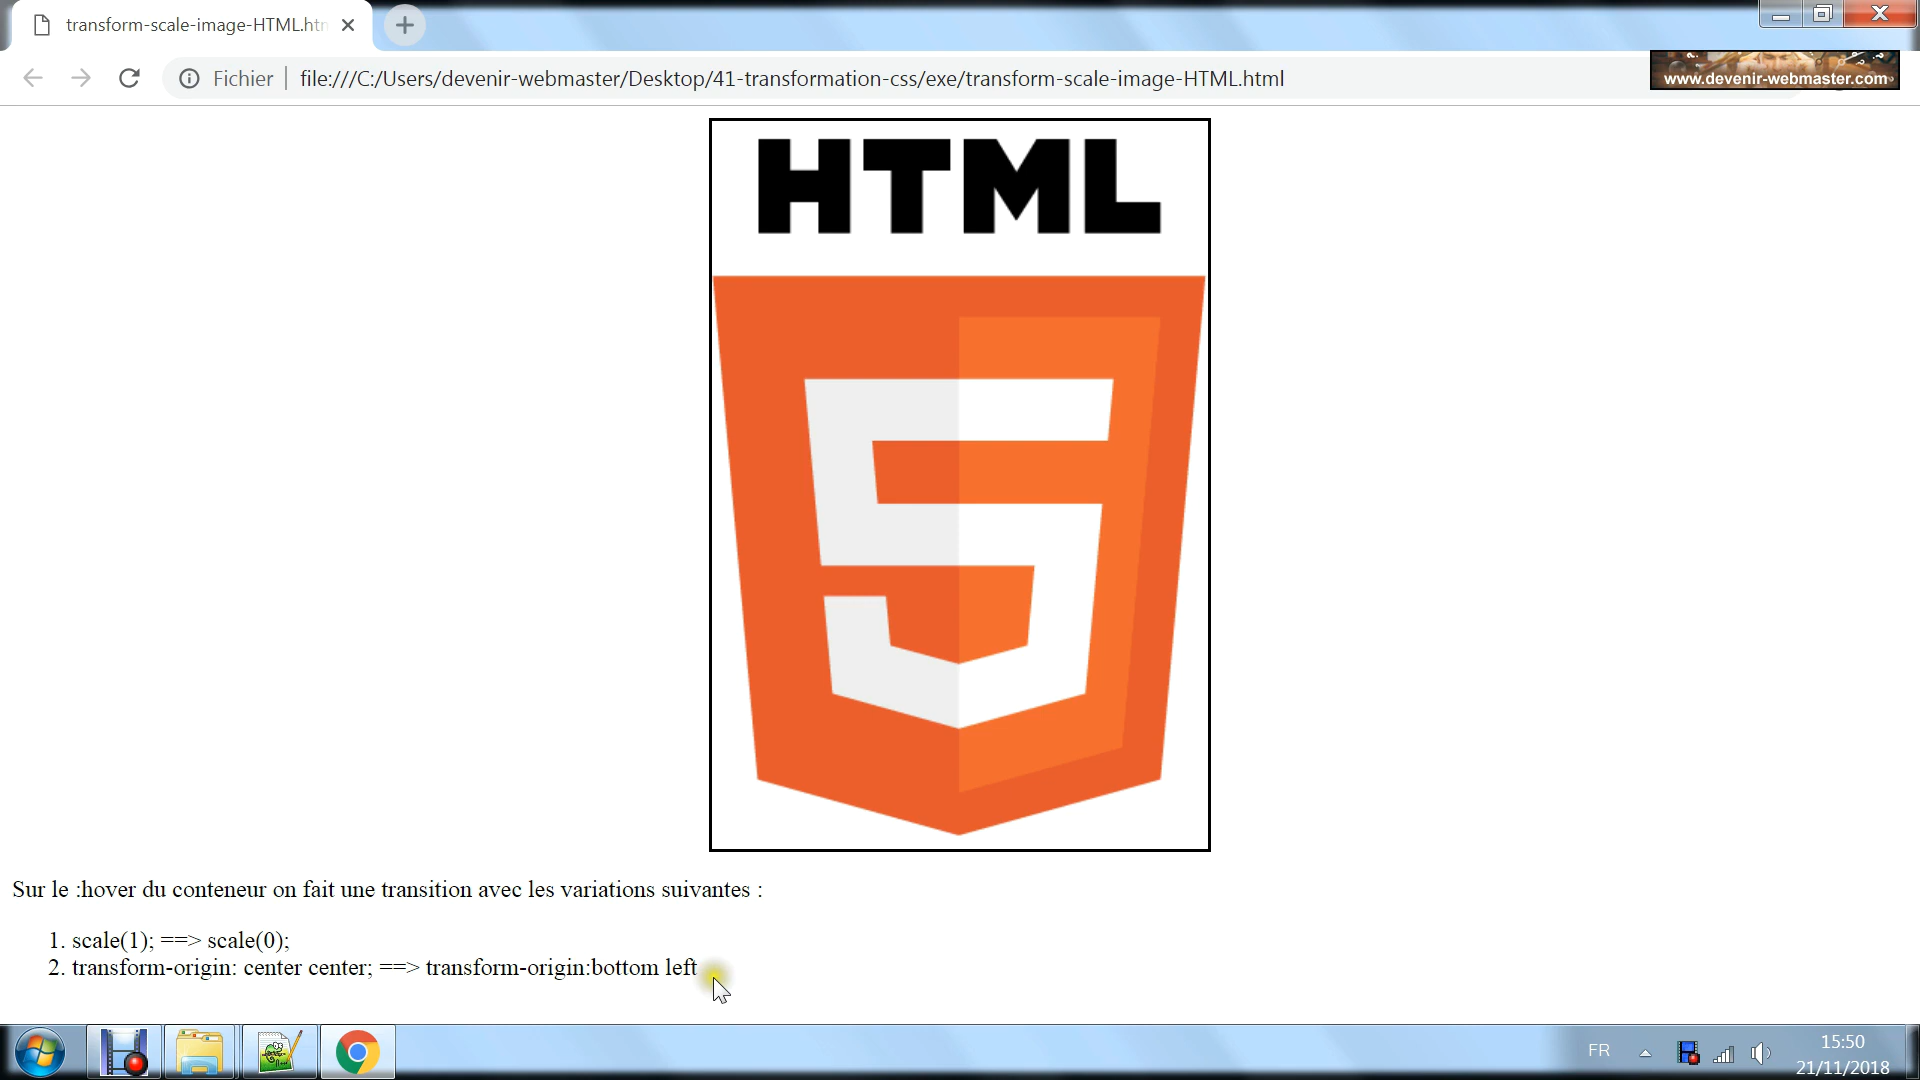 transform-scale-image-HTML.htm
Fichier
file:///C:/Users/devenir-webmaster/Desktop/41-transformation-css/exe/transform-scale-image-HTML.html
www.devenir-webmaster.com
HTML
5
Sur le :hover du conteneur on fait une transition avec les variations suivantes :
1. scale(1); ==> scale(0);
2. transform-origin: center center; ==> transform-origin:bottom left
FR
15:50
21/11/2018